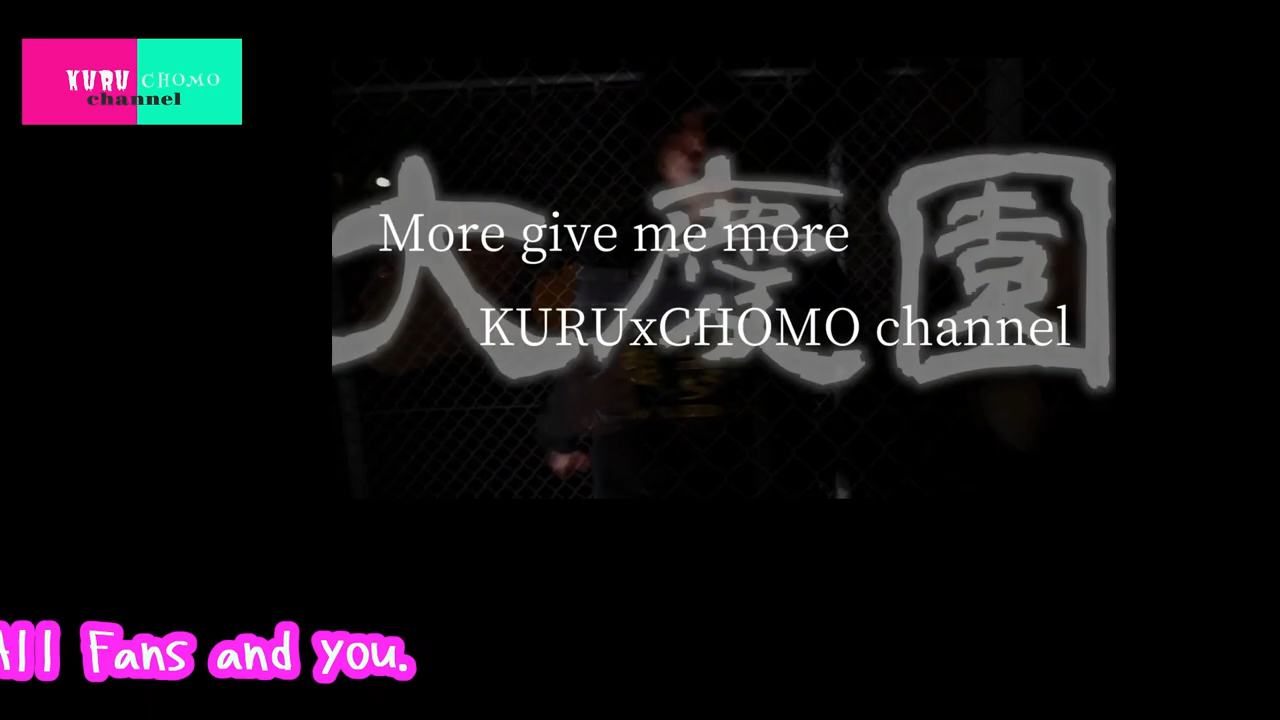 KURU CHOMO
channel
大慶園
More give me more
KURUxCHOMO channel
All Fans and you.